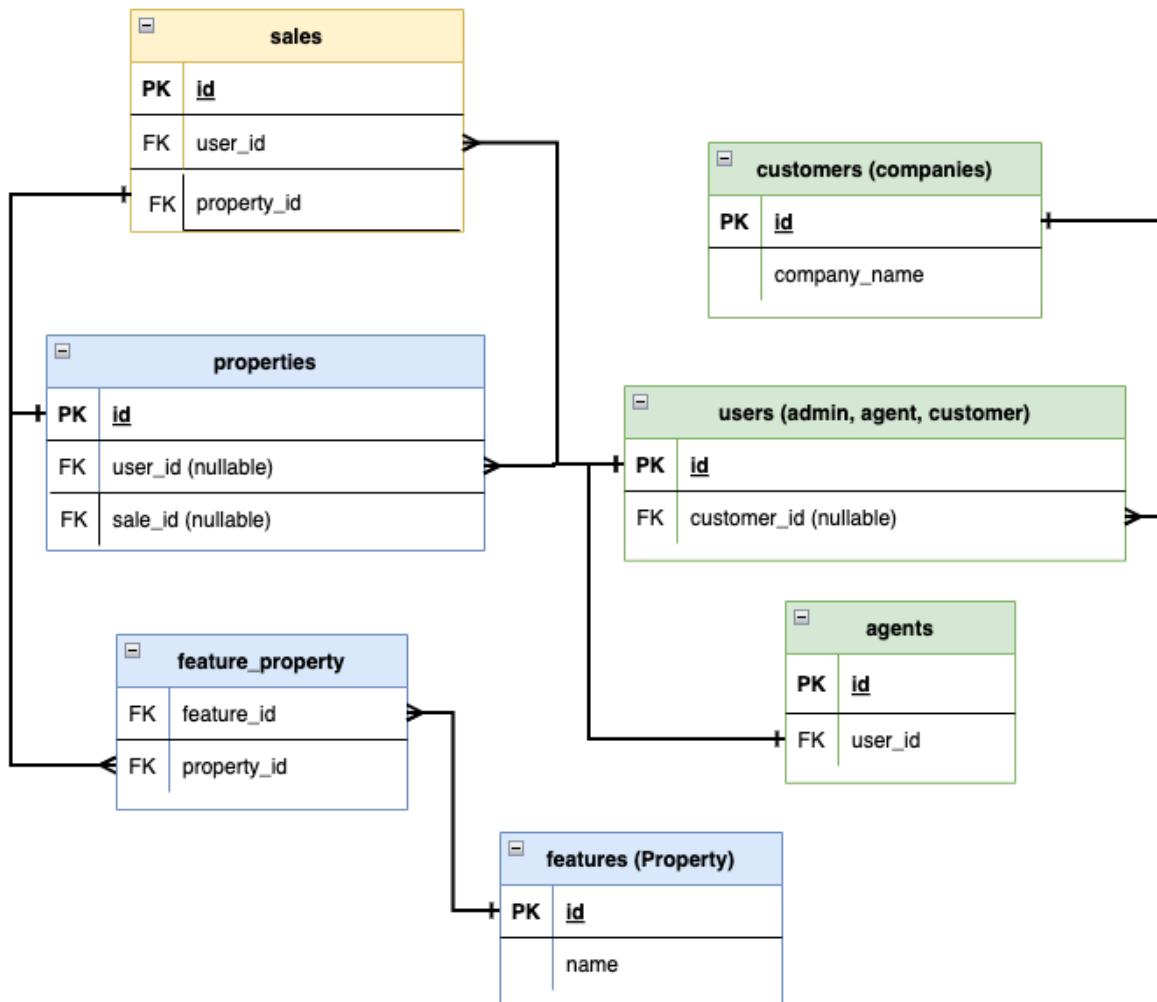 sales
PK id
FK user_id
FK property_id
customers (companies)
PK id
company_name
properties
PK id
FK user_id (nullable)
FK sale_id (nullable)
users (admin, agent, customer)
PK id
FK customer_id (nullable)
agents
PK id
FK user_id
feature_property
FK feature_id
FK property_id
features (Property)
PK id
name